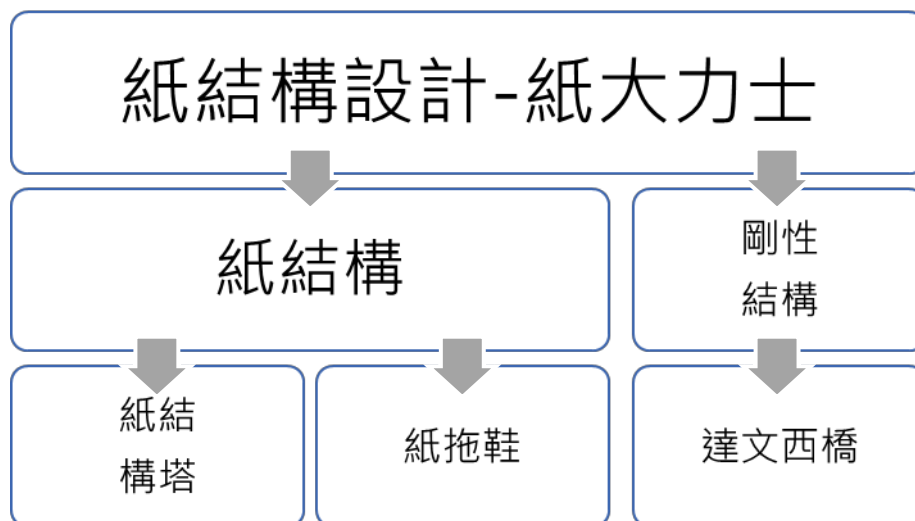 紙結構設計-紙大力士
紙結構
剛性
結構
紙結
構塔
紙拖鞋
達文西橋